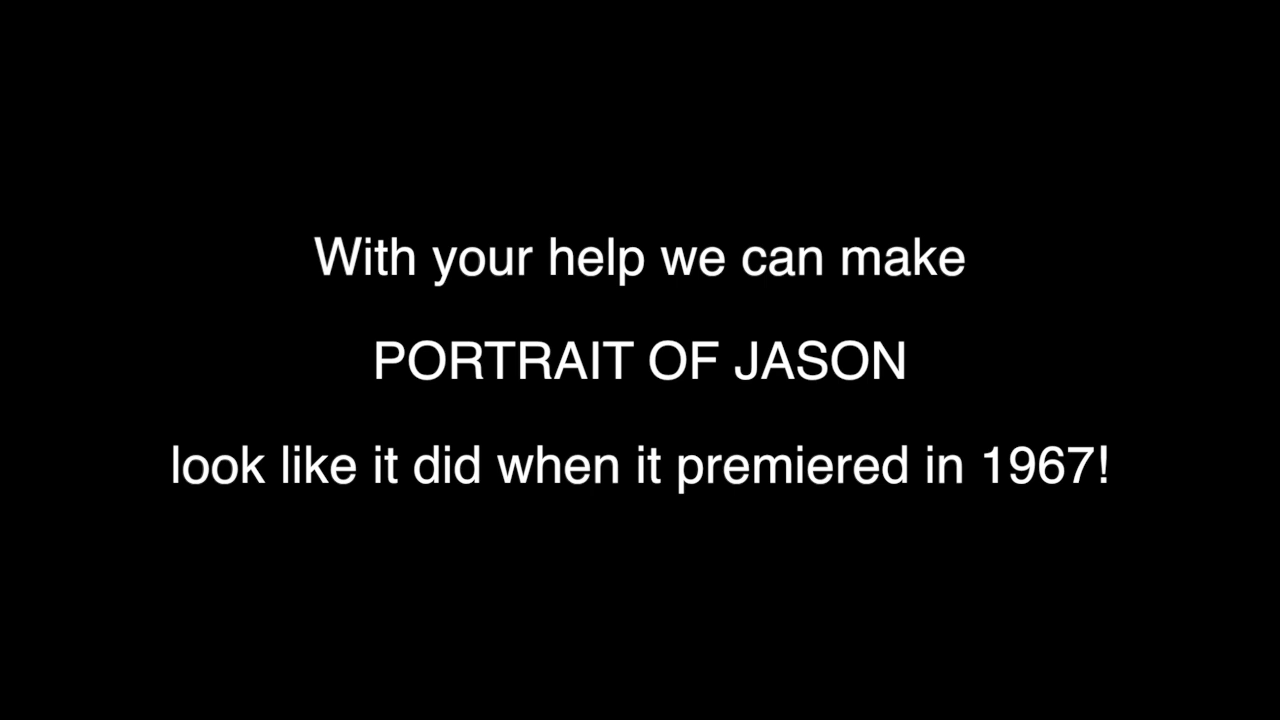 With your help we can make
PORTRAIT OF JASON
look like it did when it premiered in 1967!